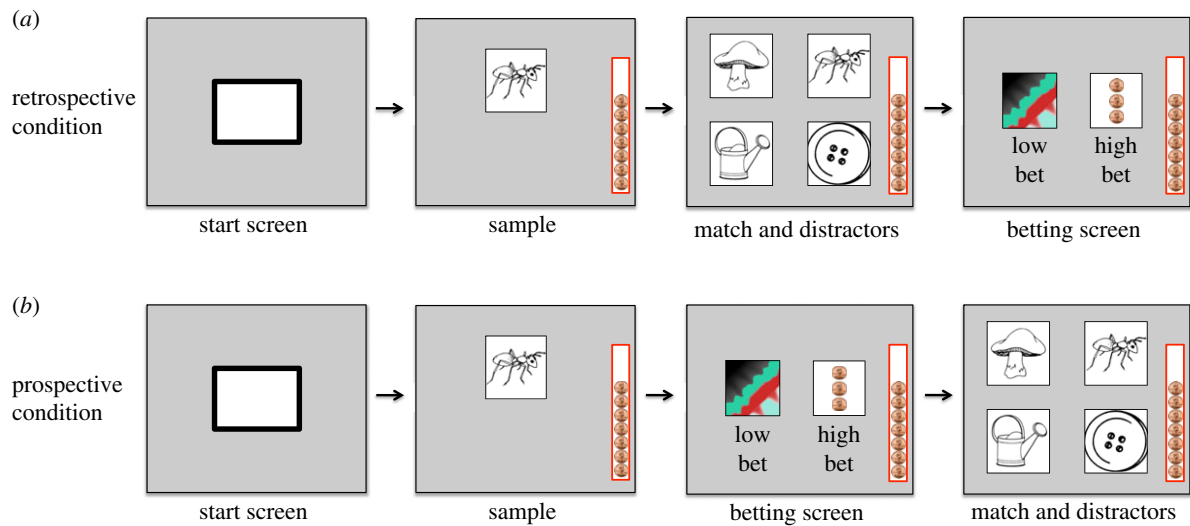 (a)
retrospective
condition
low
bet
high
bet
start screen
sample
match and distractors
betting screen
(b)
prospective
condition
low
bet
high
bet
start screen
sample
betting screen
match and distractors